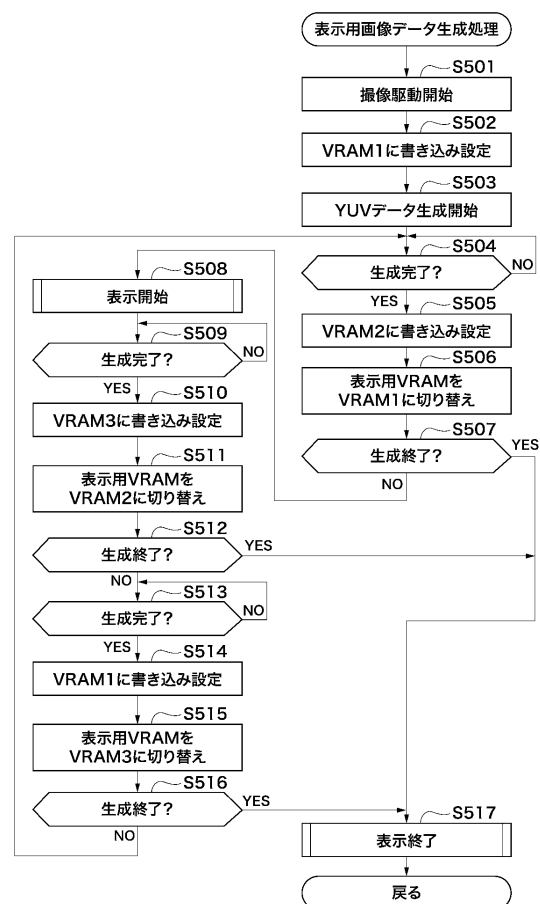 表示用画像データ生成処理
S501
撮像駆動開始
S502
VRAM1に書き込み設定
S503
YUVデータ生成開始
S504
生成完了?
NO
YES
S505
VRAM2に書き込み設定
S506
表示用VRAMを
VRAM1に切り替え
S507
生成終了?
YES
NO
S508
表示開始
S509
生成完了?
NO
YES
S510
VRAM3に書き込み設定
S511
表示用VRAMを
VRAM2に切り替え
S512
生成終了?
YES
NO
S513
生成完了?
NO
YES
S514
VRAM1に書き込み設定
S515
表示用VRAMを
VRAM3に切り替え
S516
生成終了?
YES
NO
S517
表示終了
戻る